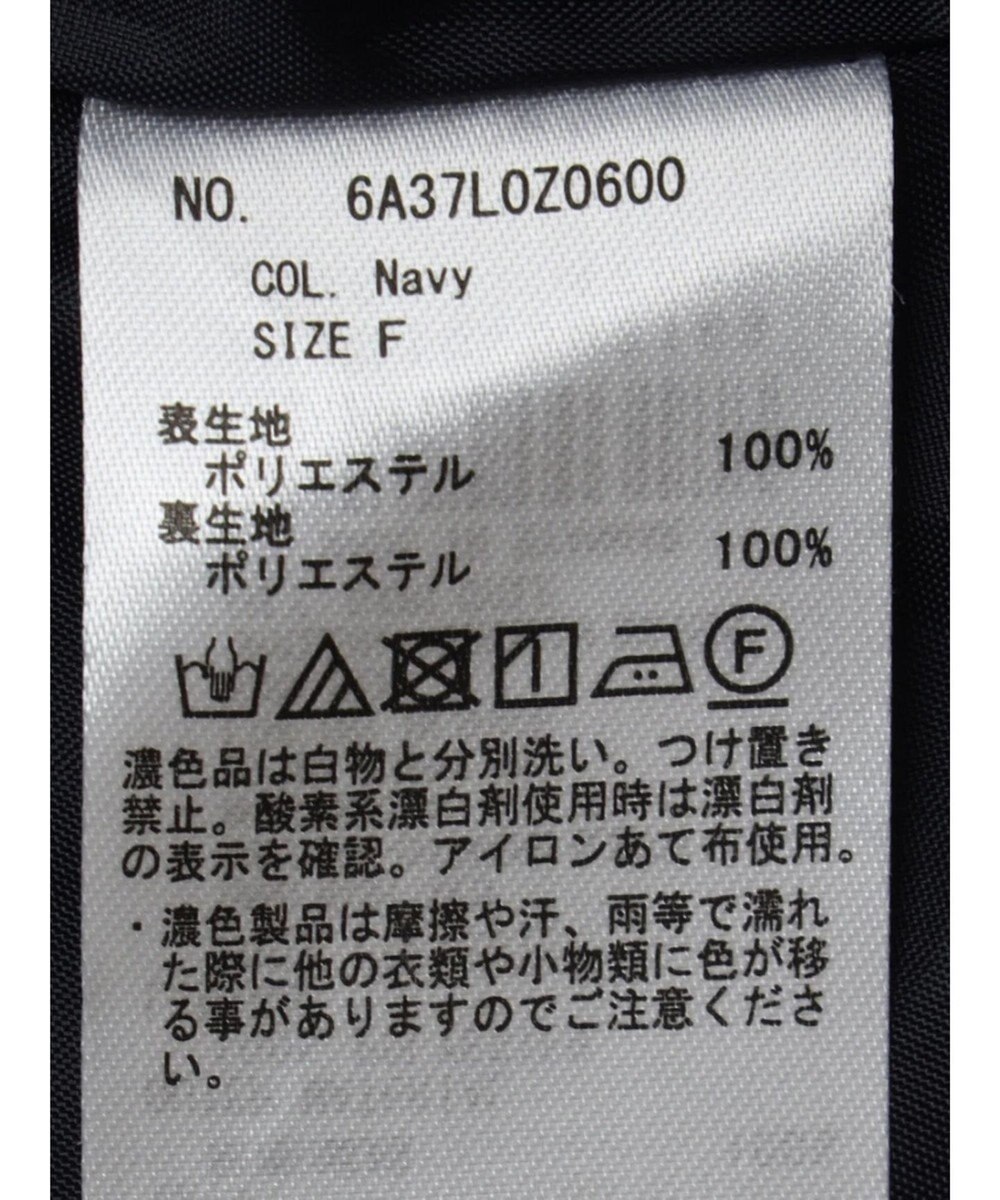 NO. 6A37L0Z0600
COL. Navy
SIZE F
表生地
ポリエステル 100%
裏生地
ポリエステル 100%
F
濃色品は白物と分別洗い。つけ置き
禁止。酸素系漂白剤使用時は漂白剤
の表示を確認。アイロンあて布使用。
・濃色製品は摩擦や汗、雨等で濡れ
た際に他の衣類や小物類に色が移
る事がありますのでご注意くださ
い。